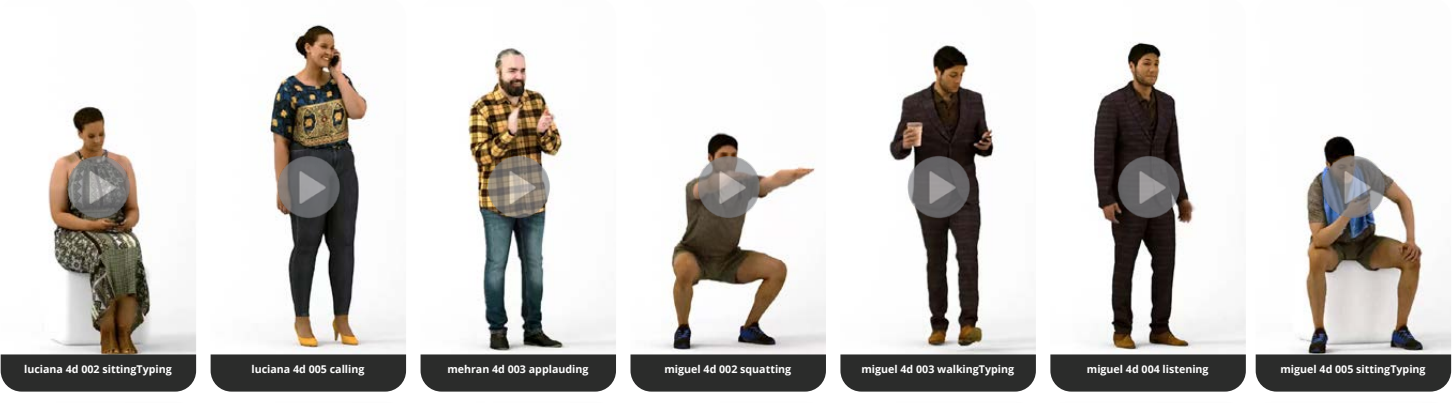 luciana 4d 002 sittingTyping
luciana 4d 005 calling
mehran 4d 003 applauding
miguel 4d 002 squatting
miguel 4d 003 walkingTyping
miguel 4d 004 listening
miguel 4d 005 sittingTyping